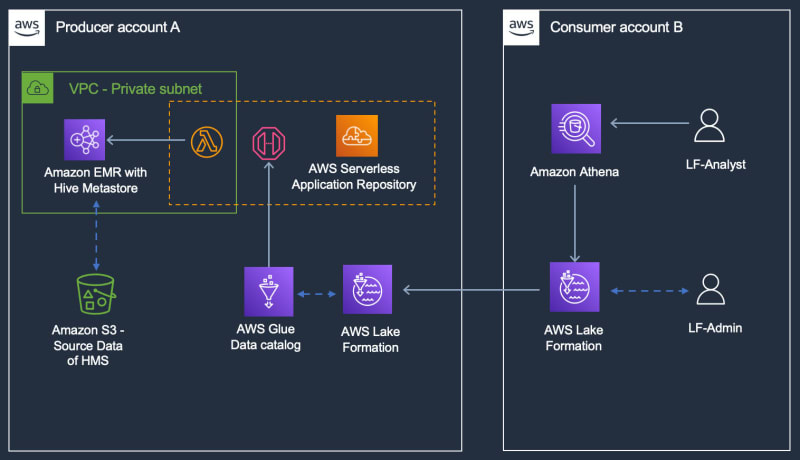 aws
Producer account A
VPC - Private subnet
Amazon EMR with
Hive Metastore
AWS Serverless
Application Repository
Amazon S3 -
Source Data
of HMS
AWS Glue
Data catalog
AWS Lake
Formation
aws
Consumer account B
Amazon Athena
LF-Analyst
AWS Lake
Formation
LF-Admin